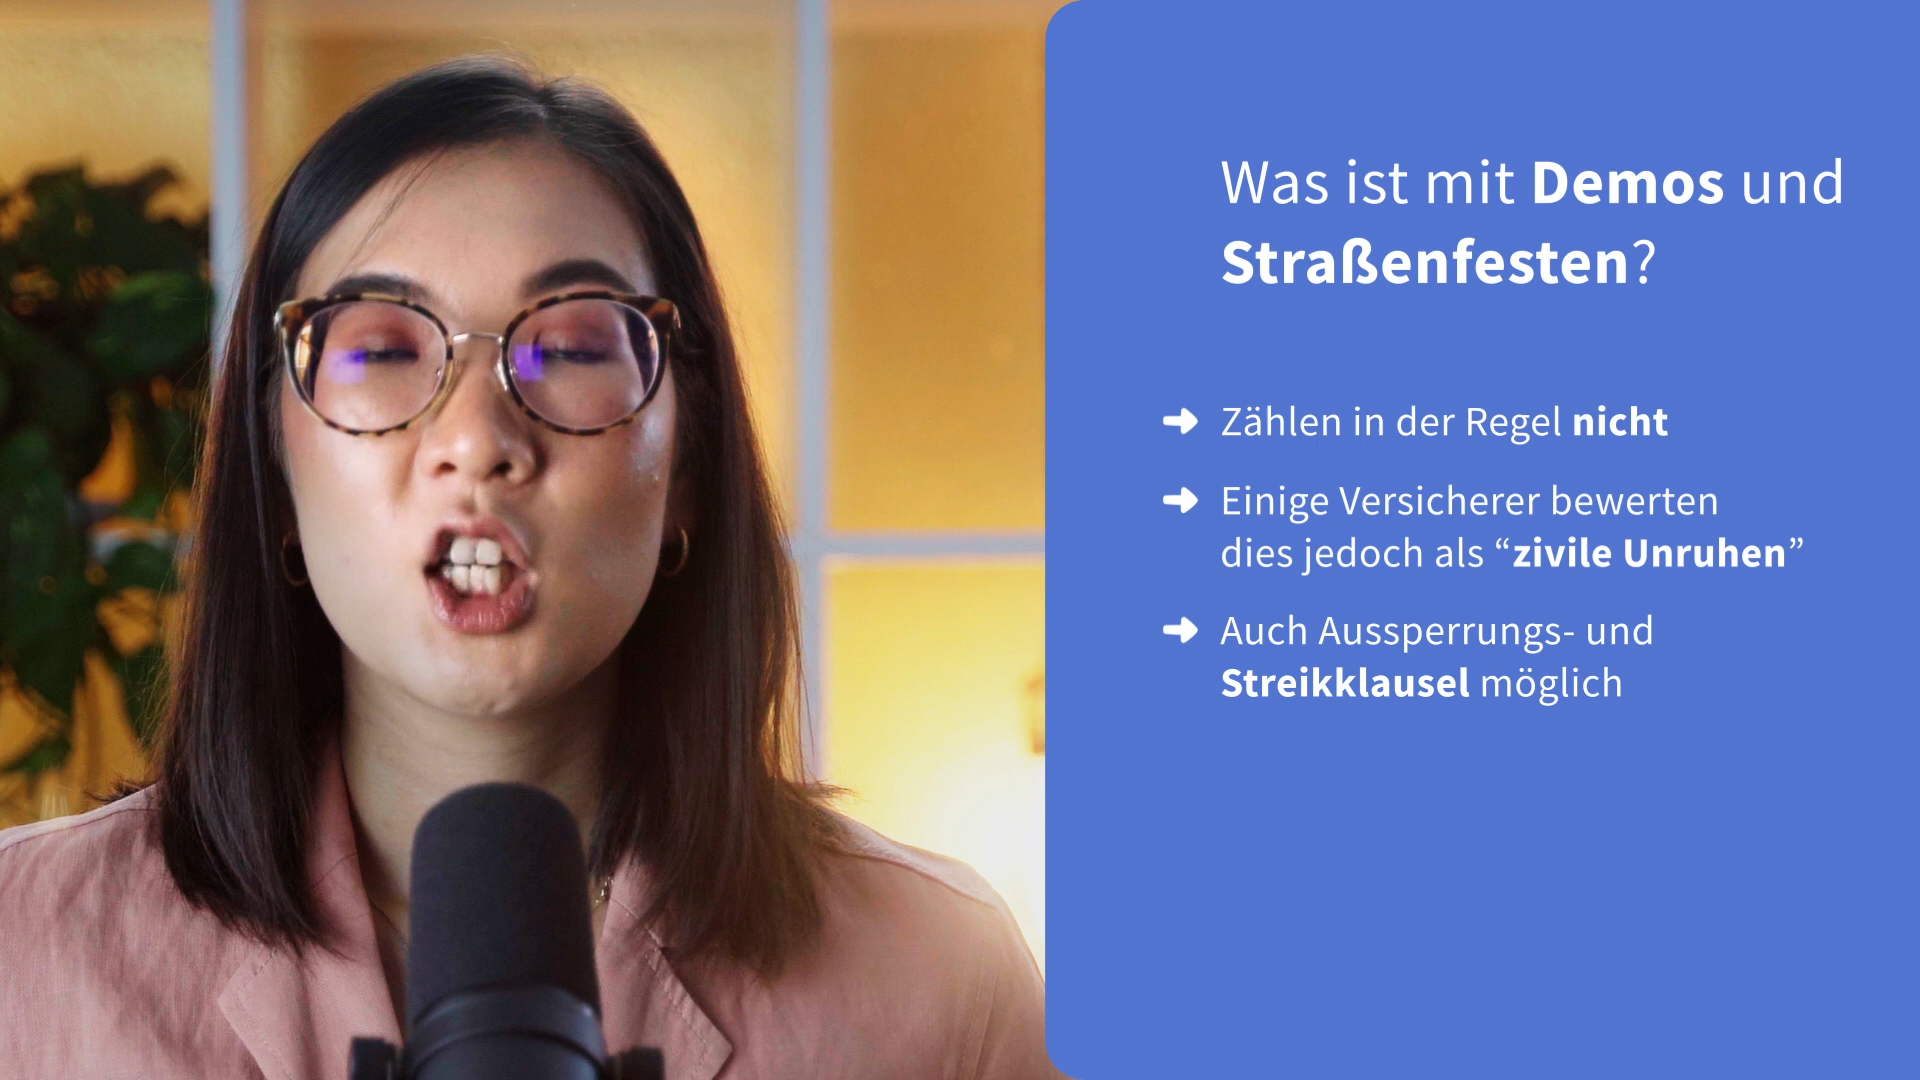 Was ist mit Demos und
Straßenfesten?
Zählen in der Regel nicht
Einige Versicherer bewerten
dies jedoch als “zivile Unruhen”
Auch Aussperrungs- und
Streikklausel möglich